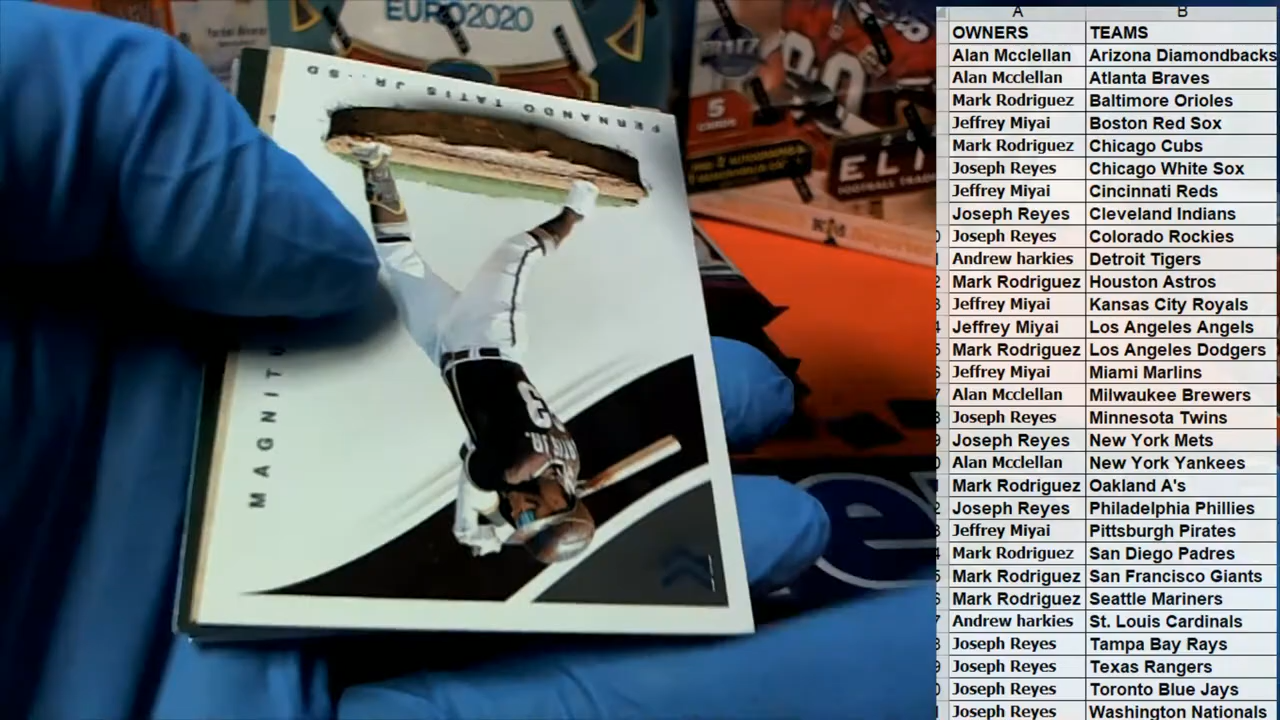 EURO2020
5
CARDS
ELI
FERNANDO TATIS JR. - SD
MAGNITU
TATIS JR.
A B
OWNERS TEAMS
Alan Mcclellan Arizona Diamondbacks
Alan Mcclellan Atlanta Braves
Mark Rodriguez Baltimore Orioles
Jeffrey Miyai Boston Red Sox
Mark Rodriguez Chicago Cubs
Joseph Reyes Chicago White Sox
Jeffrey Miyai Cincinnati Reds
Joseph Reyes Cleveland Indians
Joseph Reyes Colorado Rockies
Andrew harkies Detroit Tigers
Mark Rodriguez Houston Astros
Jeffrey Miyai Kansas City Royals
Jeffrey Miyai Los Angeles Angels
Mark Rodriguez Los Angeles Dodgers
Jeffrey Miyai Miami Marlins
Alan Mcclellan Milwaukee Brewers
Joseph Reyes Minnesota Twins
Joseph Reyes New York Mets
Alan Mcclellan New York Yankees
Mark Rodriguez Oakland A's
Joseph Reyes Philadelphia Phillies
Jeffrey Miyai Pittsburgh Pirates
Mark Rodriguez San Diego Padres
Mark Rodriguez San Francisco Giants
Mark Rodriguez Seattle Mariners
Andrew harkies St. Louis Cardinals
Joseph Reyes Tampa Bay Rays
Joseph Reyes Texas Rangers
Joseph Reyes Toronto Blue Jays
Joseph Reyes Washington Nationals